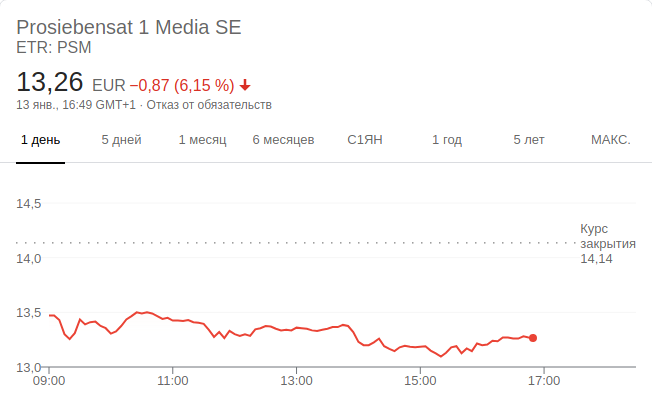 Prosiebensat 1 Media SE
ETR: PSM
13,26 EUR −0,87 (6,15 %)
13 янв., 16:49 GMT+1 · Отказ от обязательств
1 день 5 дней 1 месяц 6 месяцев С1ЯН 1 год 5 лет МАКС.
14,5
Курс
закрытия
14,14
14,0
13,5
13,0
09:00 11:00 13:00 15:00 17:00